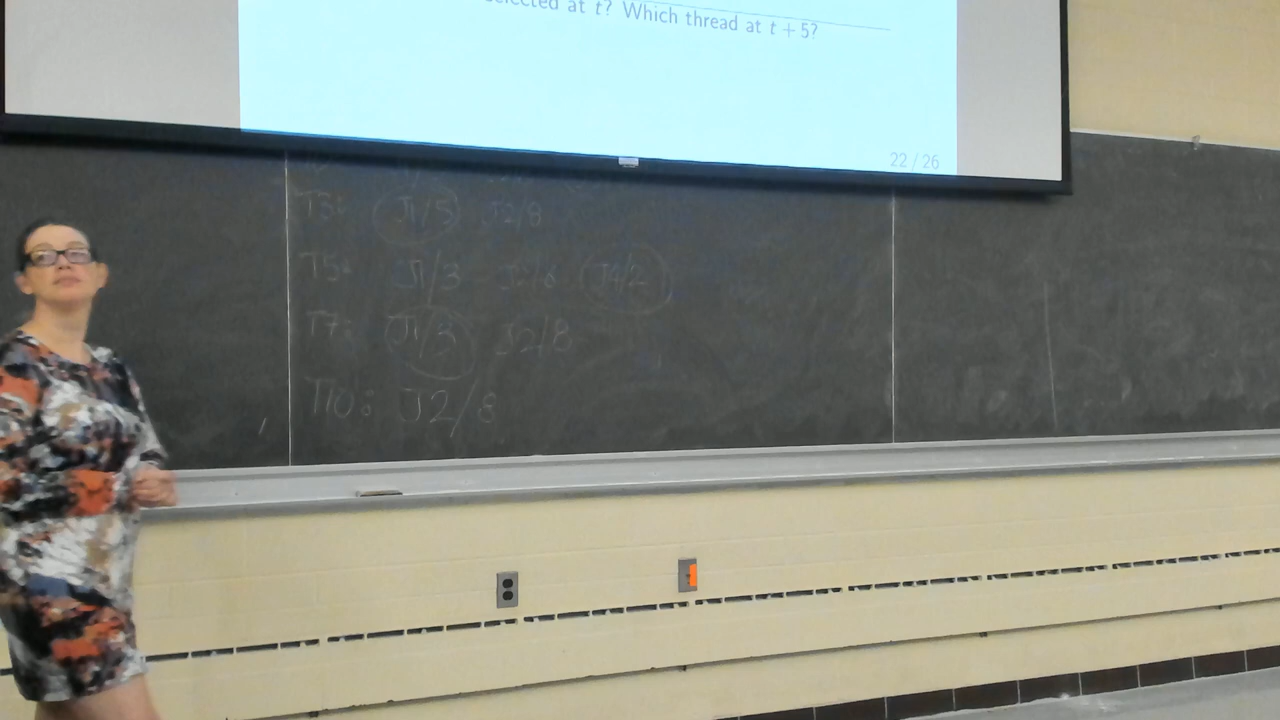 selected at t? Which thread at t + 5?
22 / 26
T3: J1/5 J2/8
T5: J1/3 J2/8 J4/2
T7: J1/3 J2/8
T10: J2/8